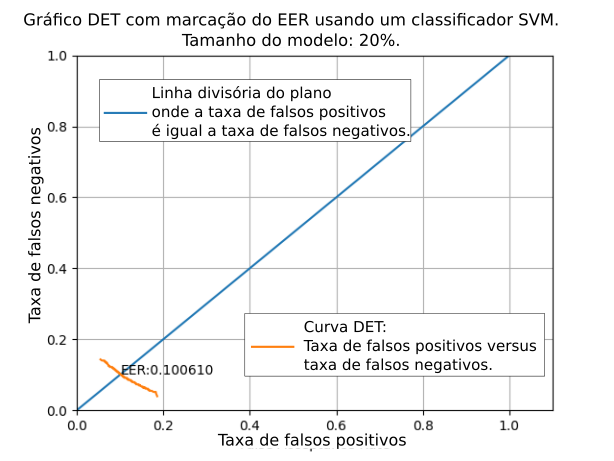 Gráfico DET com marcação do EER usando um classificador SVM.
Tamanho do modelo: 20%.
1.0
0.8
0.6
0.4
0.2
0.0
Taxa de falsos negativos
Linha divisória do plano
onde a taxa de falsos positivos
é igual a taxa de falsos negativos.
Curva DET:
Taxa de falsos positivos versus
taxa de falsos negativos.
EER:0.100610
0.0 0.2 0.4 0.6 0.8 1.0
Taxa de falsos positivos